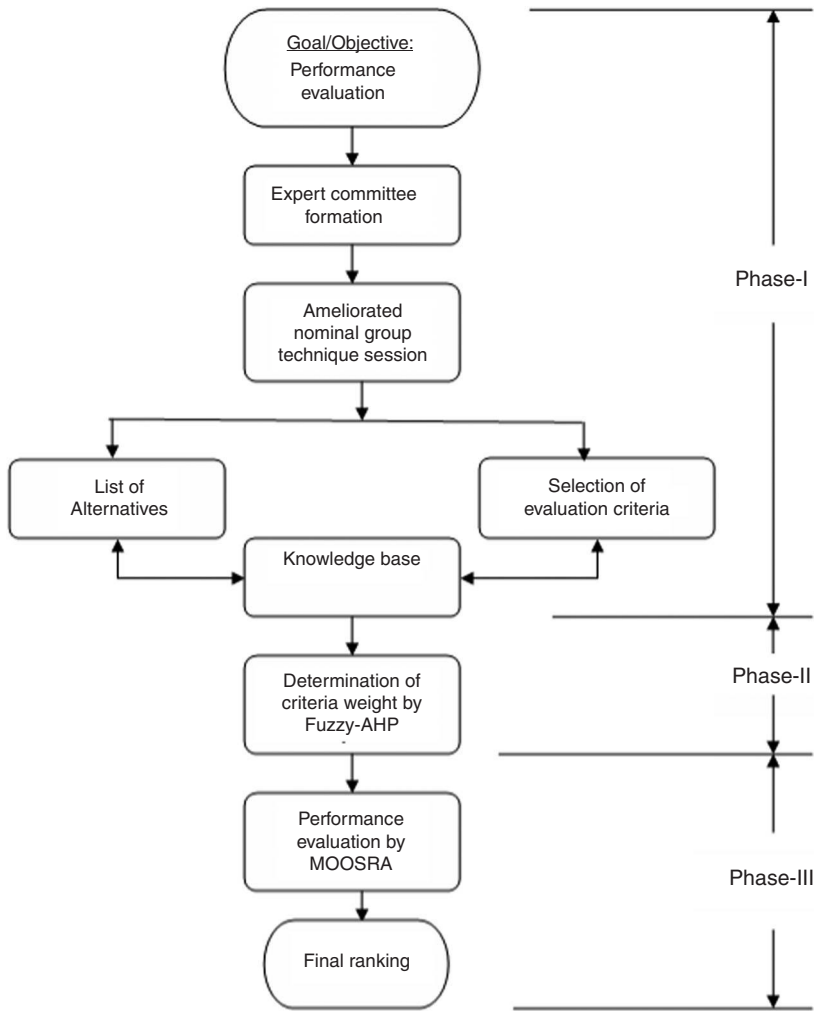 Goal/Objective:
Performance
evaluation
Expert committee
formation
Phase-I
Ameliorated
nominal group
technique session
List of
Alternatives
Selection of
evaluation criteria
Knowledge base
Determination of
criteria weight by
Fuzzy-AHP
Phase-II
Performance
evaluation by
MOOSRA
Phase-III
Final ranking